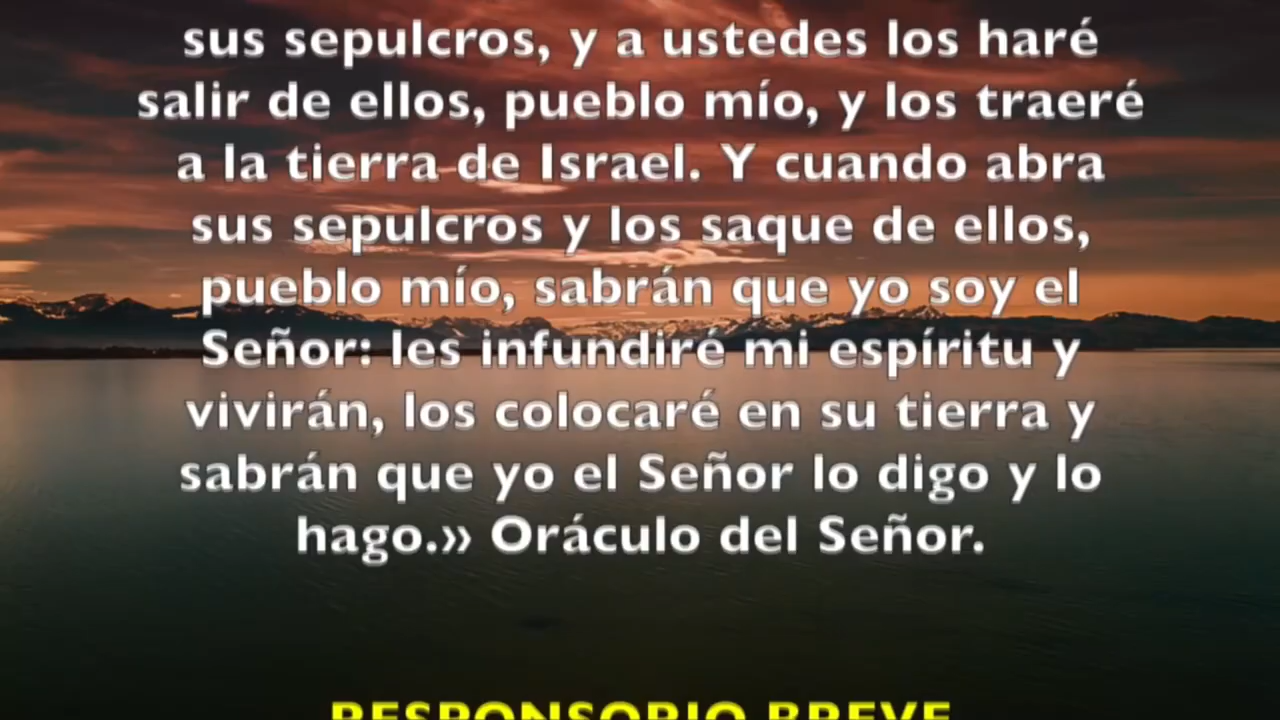 sus sepulcros, y a ustedes los haré
salir de ellos, pueblo mío, y los traeré
a la tierra de Israel. Y cuando abra
sus sepulcros y los saque de ellos,
pueblo mío, sabrán que yo soy el
Señor: les infundiré mi espíritu y
vivirán, los colocaré en su tierra y
sabrán que yo el Señor lo digo y lo
hago.» Oráculo del Señor.
RESPONSORIO BREVE